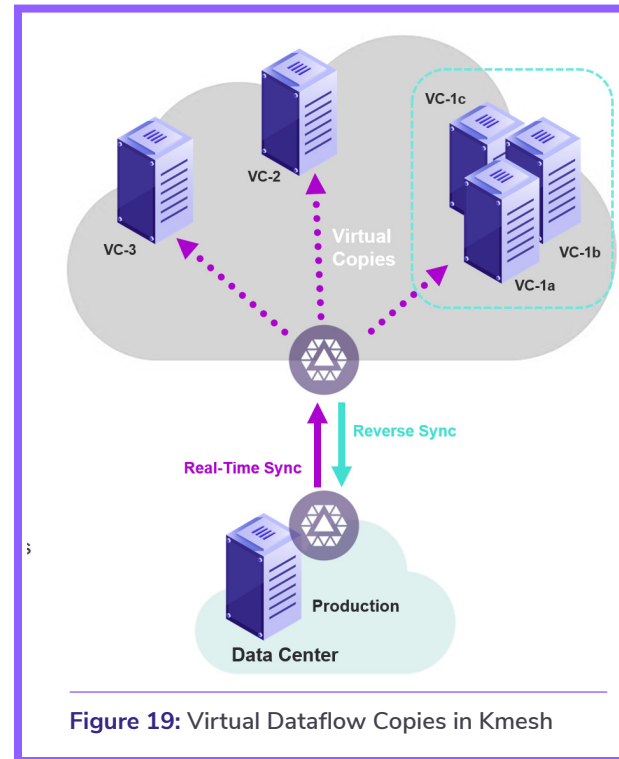 VC-1c
VC-2
VC-3
Virtual
Copies
VC-1b
VC-1a
Reverse Sync
Real-Time Sync
s
Production
Data Center
Figure 19: Virtual Dataflow Copies in Kmesh